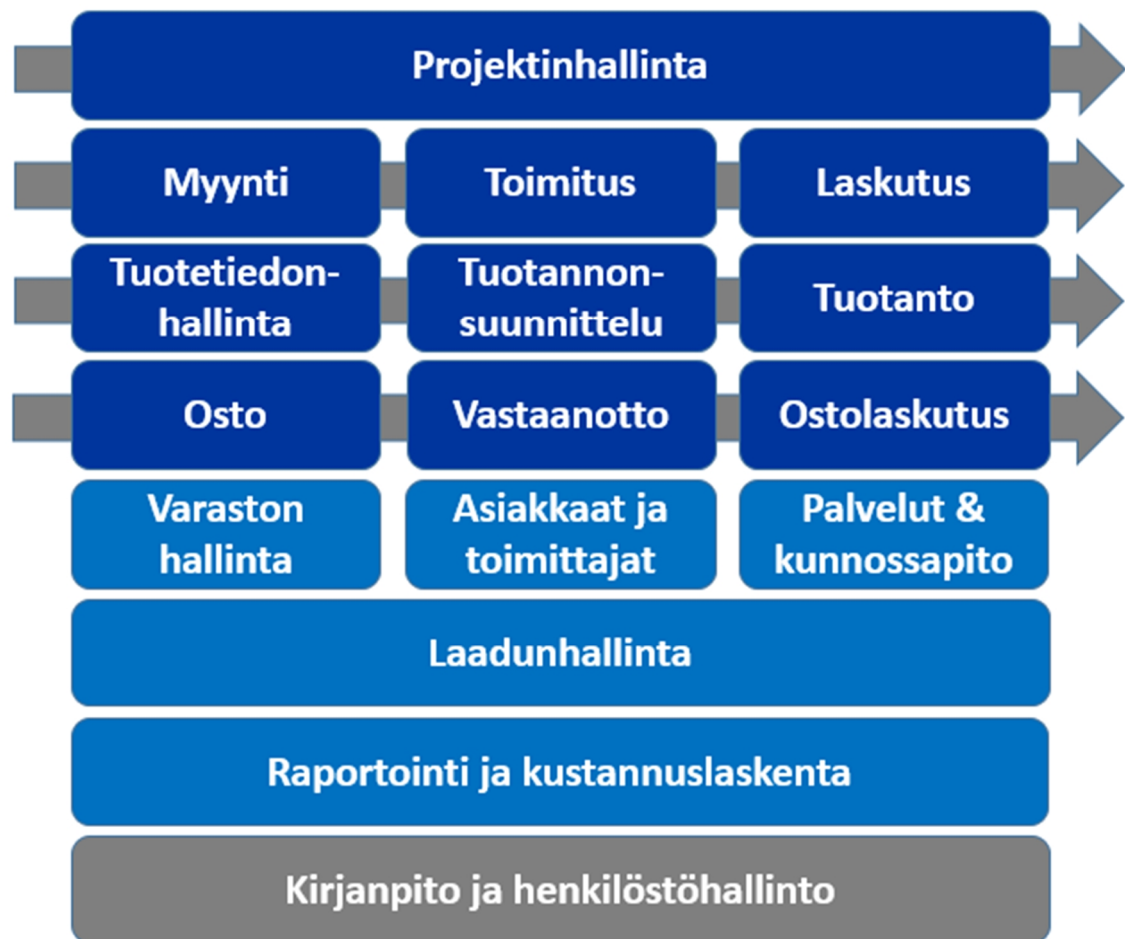 Projektinhallinta
Myynti
Toimitus
Laskutus
Tuotetiedon-
hallinta
Tuotannon-
suunnittelu
Tuotanto
Osto
Vastaanotto
Ostolaskutus
Varaston
hallinta
Asiakkaat ja
toimittajat
Palvelut &
kunnossapito
Laadunhallinta
Raportointi ja kustannuslaskenta
Kirjanpito ja henkilöstöhallinto